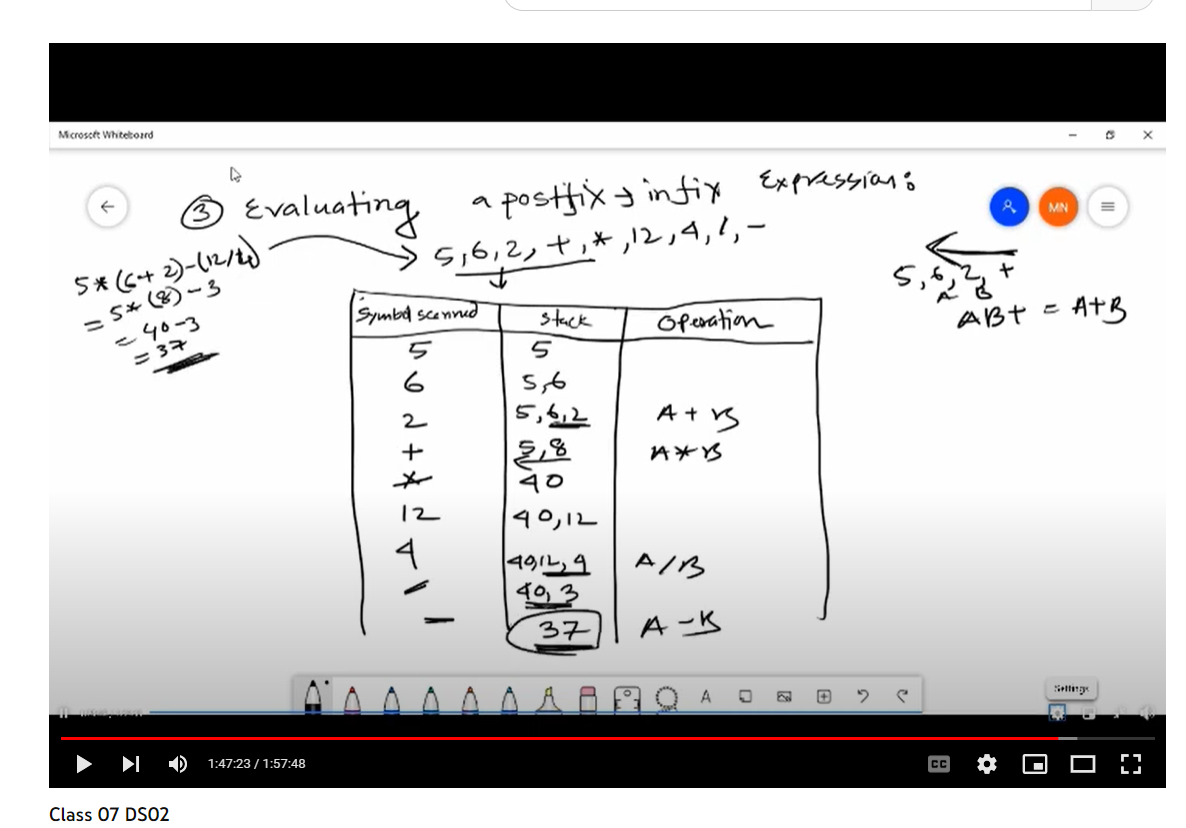 Microsoft Whiteboard
③ Evaluating a postfix → infix Expression:
MN
5,6,2,+,*,12,4,/,-
5*(6+2)-(12/4)
= 5*(8)-3
= 40-3
= 37
5,6,2,+
A B
AB+ = A+B
Symbol scanned Stack Operation
5 5
6 5,6
2 5,6,2 A+B
+ 5,8 A*B
* 40
12 40,12
4 40,12,4 A/B
/ 40,3
- 37 A-B
A
Settings
1:47:23 / 1:57:48
CC
Class 07 DS02